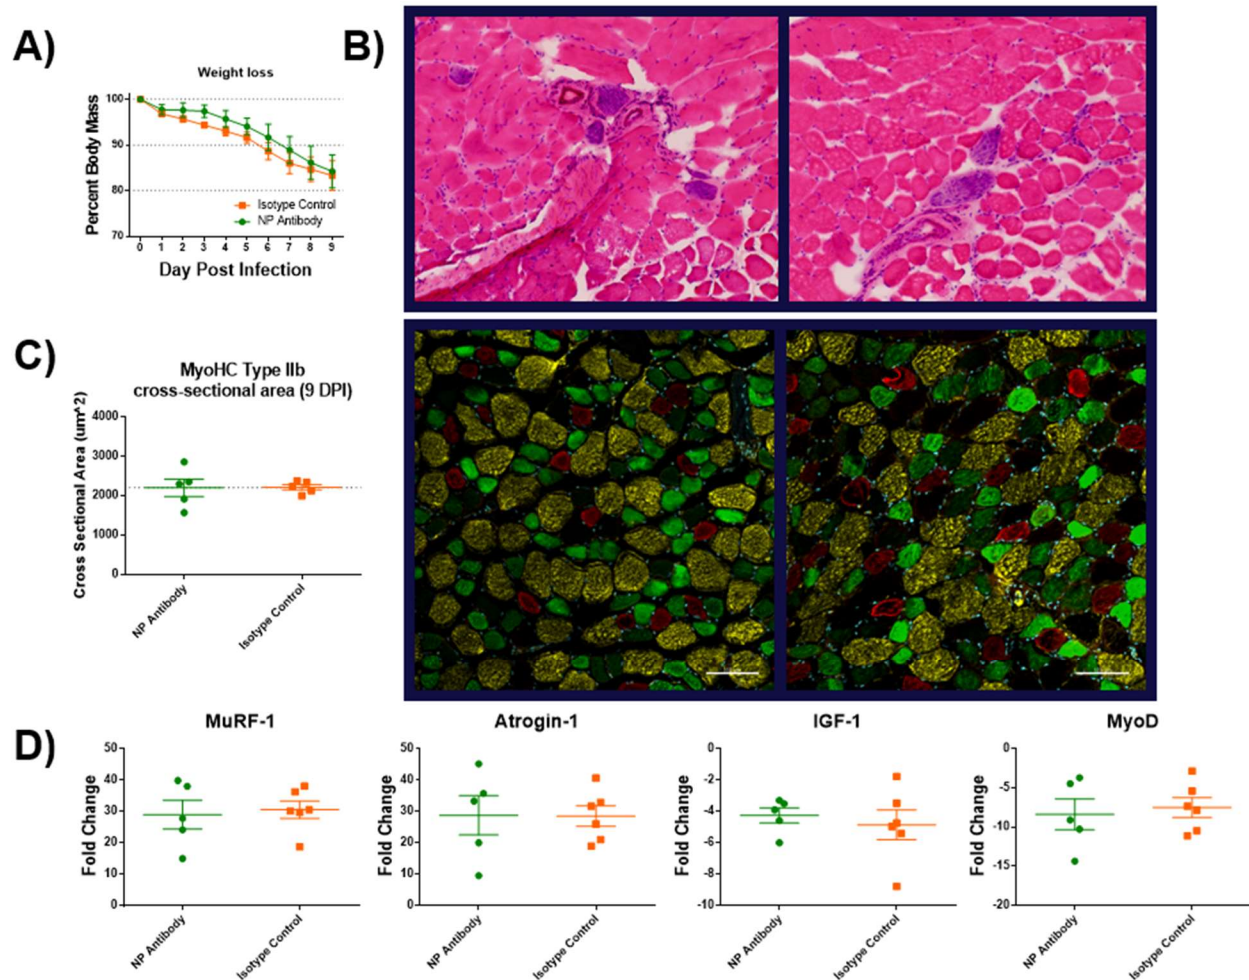 A)
Weight loss
100
90
80
70
Percent Body Mass
Isotype Control
NP Antibody
0 1 2 3 4 5 6 7 8 9
Day Post Infection
B)
C)
MyoHC Type IIb
cross-sectional area (9 DPI)
4000
3000
2000
1000
0
Cross Sectional Area (um^2)
NP Antibody
Isotype Control
D)
MuRF-1
50
40
30
20
10
0
Fold Change
NP Antibody
Isotype Control
Atrogin-1
50
40
30
20
10
0
Fold Change
NP Antibody
Isotype Control
IGF-1
0
-2
-4
-6
-8
-10
Fold Change
NP Antibody
Isotype Control
MyoD
0
-5
-10
-15
-20
Fold Change
NP Antibody
Isotype Control